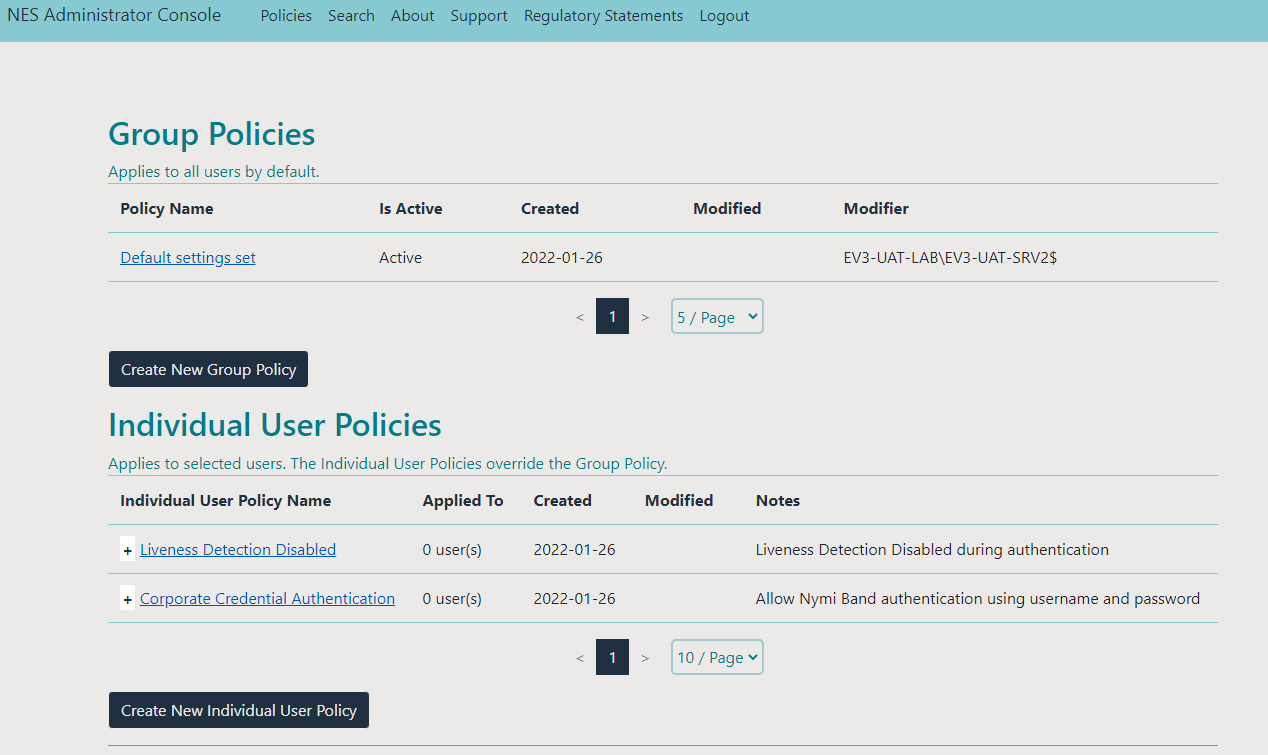 NES Administrator Console Policies Search About Support Regulatory Statements Logout
Group Policies
Applies to all users by default.
Policy Name Is Active Created Modified Modifier
Default settings set Active 2022-01-26 EV3-UAT-LAB\EV3-UAT-SRV2$
< 1 > 5 / Page
Create New Group Policy
Individual User Policies
Applies to selected users. The Individual User Policies override the Group Policy.
Individual User Policy Name Applied To Created Modified Notes
+ Liveness Detection Disabled 0 user(s) 2022-01-26 Liveness Detection Disabled during authentication
+ Corporate Credential Authentication 0 user(s) 2022-01-26 Allow Nymi Band authentication using username and password
< 1 > 10 / Page
Create New Individual User Policy